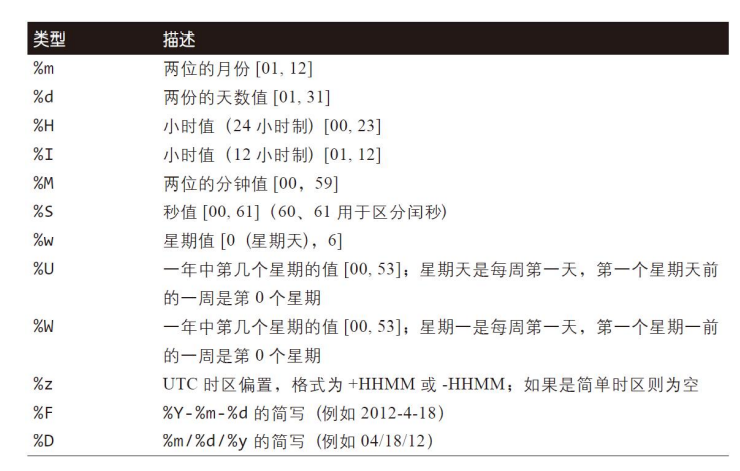 类型 描述
%m 两位的月份 [01, 12]
%d 两份的天数值 [01, 31]
%H 小时值（24 小时制）[00, 23]
%I 小时值（12 小时制）[01, 12]
%M 两位的分钟值 [00，59]
%S 秒值 [00, 61]（60、61 用于区分闰秒）
%w 星期值 [0（星期天），6]
%U 一年中第几个星期的值 [00, 53]；星期天是每周第一天，第一个星期天前
的一周是第 0 个星期
%W 一年中第几个星期的值 [00, 53]；星期一是每周第一天，第一个星期一前
的一周是第 0 个星期
%z UTC 时区偏置，格式为 +HHMM 或 -HHMM；如果是简单时区则为空
%F %Y-%m-%d 的简写（例如 2012-4-18）
%D %m/%d/%y 的简写（例如 04/18/12）